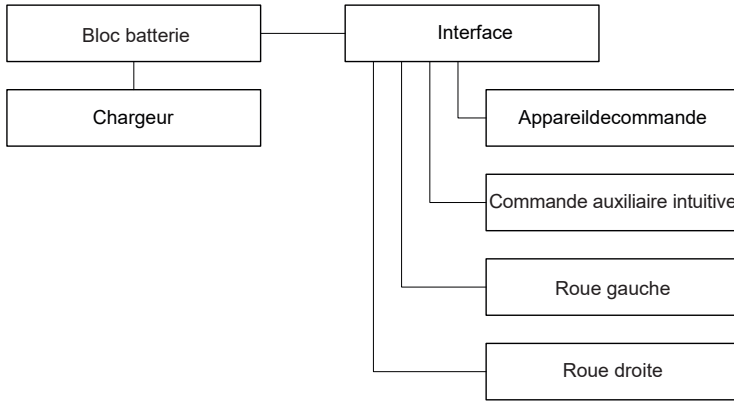 Bloc batterie
Interface
Chargeur
Appareildecommande
Commande auxiliaire intuitive
Roue gauche
Roue droite